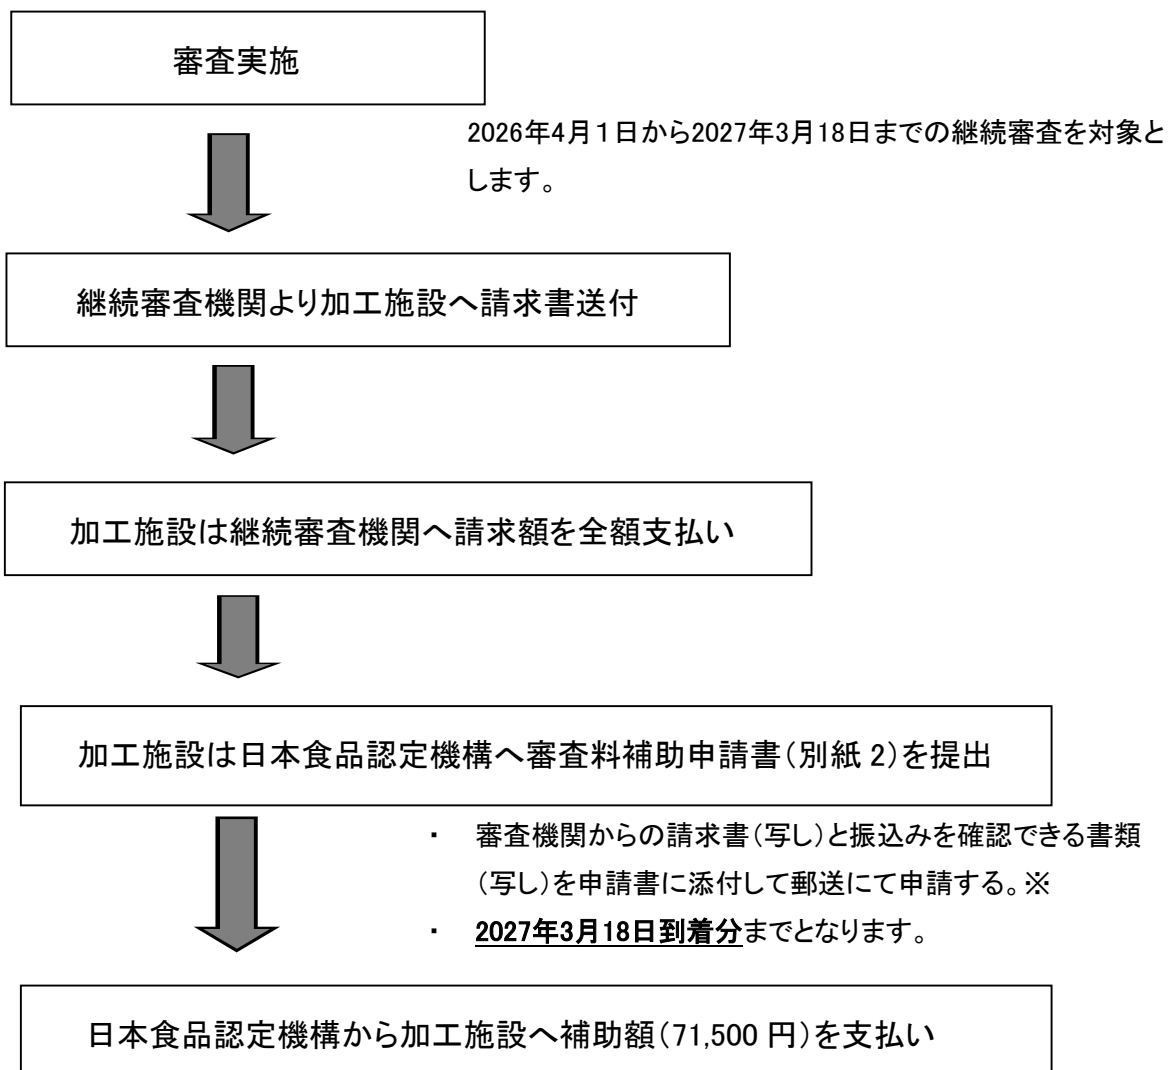 審査実施
2026年4月１日から2027年3月18日までの継続審査を対象と
します。
継続審査機関より加工施設へ請求書送付
加工施設は継続審査機関へ請求額を全額支払い
加工施設は日本食品認定機構へ審査料補助申請書（別紙 2）を提出
・ 審査機関からの請求書（写し）と振込みを確認できる書類
（写し）を申請書に添付して郵送にて申請する。※
・ 2027年3月18日到着分までとなります。
日本食品認定機構から加工施設へ補助額（71,500 円）を支払い